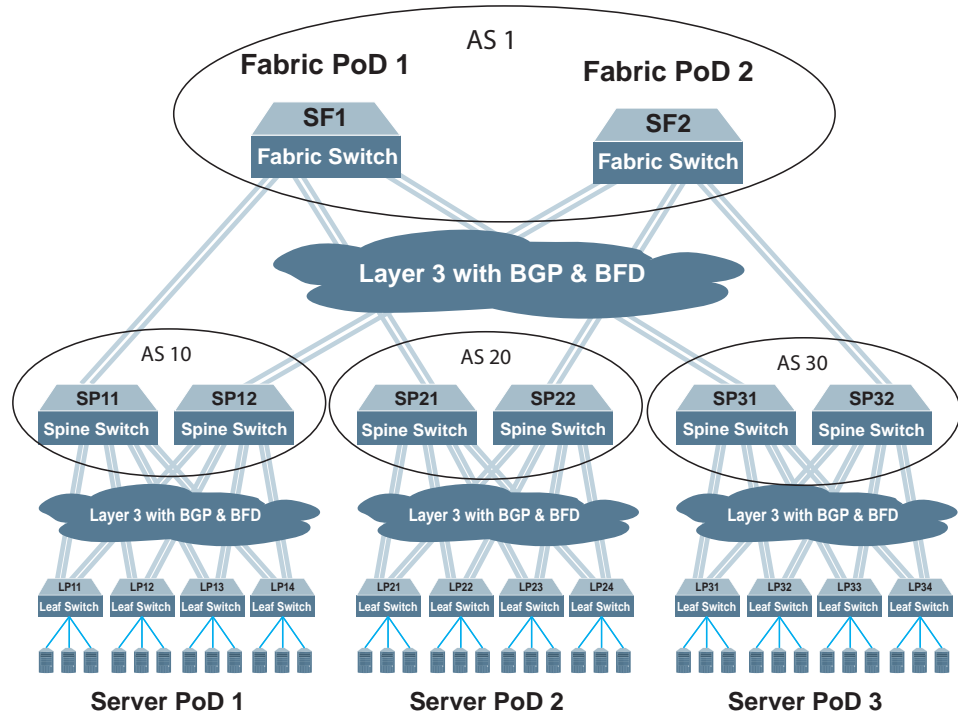 AS 1
Fabric PoD 1
Fabric PoD 2
SF1
Fabric Switch
SF2
Fabric Switch
Layer 3 with BGP & BFD
AS 10
AS 20
AS 30
SP11
Spine Switch
SP12
Spine Switch
SP21
Spine Switch
SP22
Spine Switch
SP31
Spine Switch
SP32
Spine Switch
Layer 3 with BGP & BFD
Layer 3 with BGP & BFD
Layer 3 with BGP & BFD
LP11
Leaf Switch
LP12
Leaf Switch
LP13
Leaf Switch
LP14
Leaf Switch
LP21
Leaf Switch
LP22
Leaf Switch
LP23
Leaf Switch
LP24
Leaf Switch
LP31
Leaf Switch
LP32
Leaf Switch
LP33
Leaf Switch
LP34
Leaf Switch
Server PoD 1
Server PoD 2
Server PoD 3